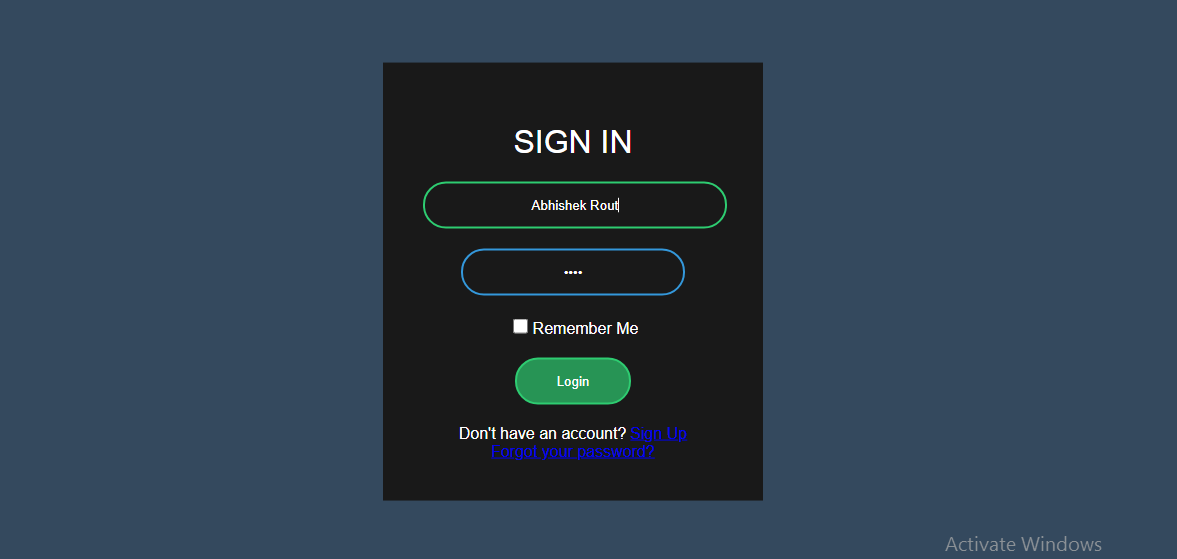 SIGN IN
Abhishek Rout
••••
Remember Me
Login
Don't have an account? Sign Up
Forgot your password?
Activate Windows